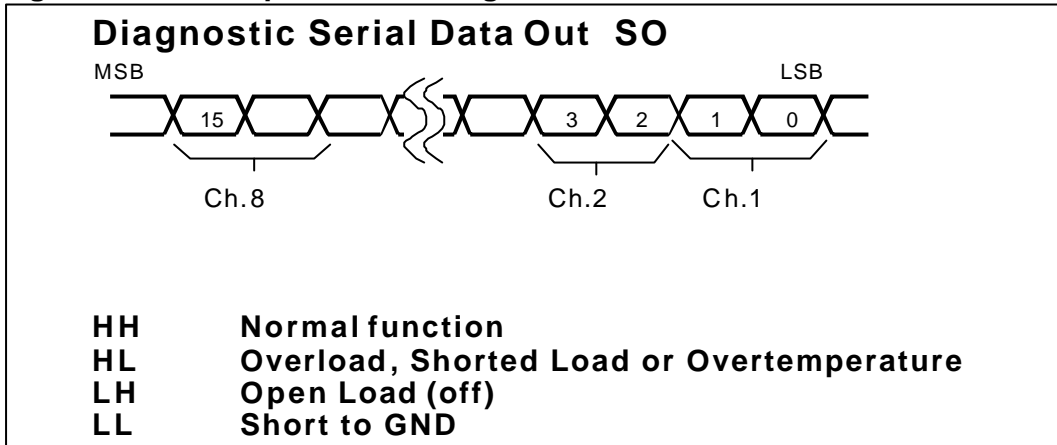 Diagnostic Serial Data Out SO
MSB LSB
15 3 2 1 0
Ch.8 Ch.2 Ch.1
HH Normal function
HL Overload, Shorted Load or Overtemperature
LH Open Load (off)
LL Short to GND